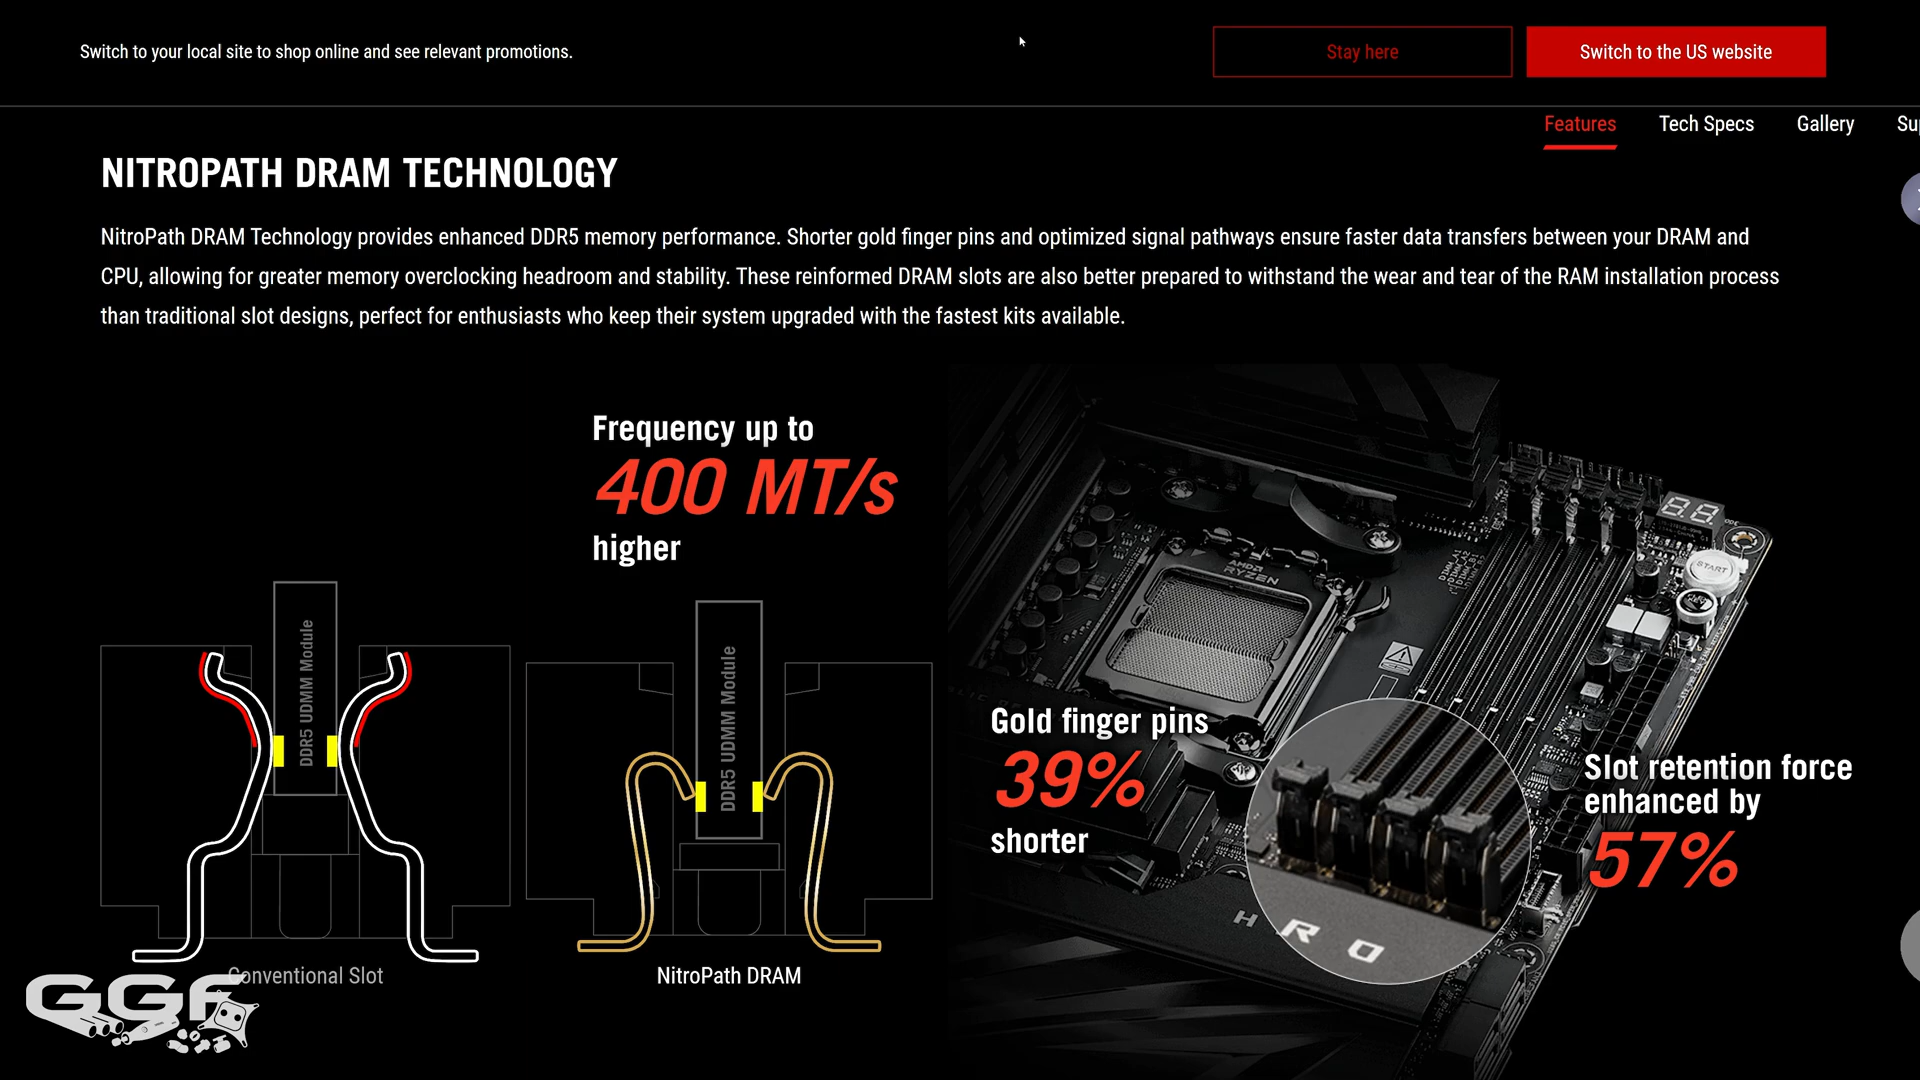 Switch to your local site to shop online and see relevant promotions.
Stay here
Switch to the US website
Features
Tech Specs
Gallery
NITROPATH DRAM TECHNOLOGY
NitroPath DRAM Technology provides enhanced DDR5 memory performance. Shorter gold finger pins and optimized signal pathways ensure faster data transfers between your DRAM and
CPU, allowing for greater memory overclocking headroom and stability. These reinformed DRAM slots are also better prepared to withstand the wear and tear of the RAM installation process
than traditional slot designs, perfect for enthusiasts who keep their system upgraded with the fastest kits available.
Frequency up to
400 MT/s
higher
DDR5 UDMM Module
DDR5 UDMM Module
Conventional Slot
NitroPath DRAM
AMD
RYZEN
START
Gold finger pins
39%
shorter
Slot retention force
enhanced by
57%
H R O
GGF